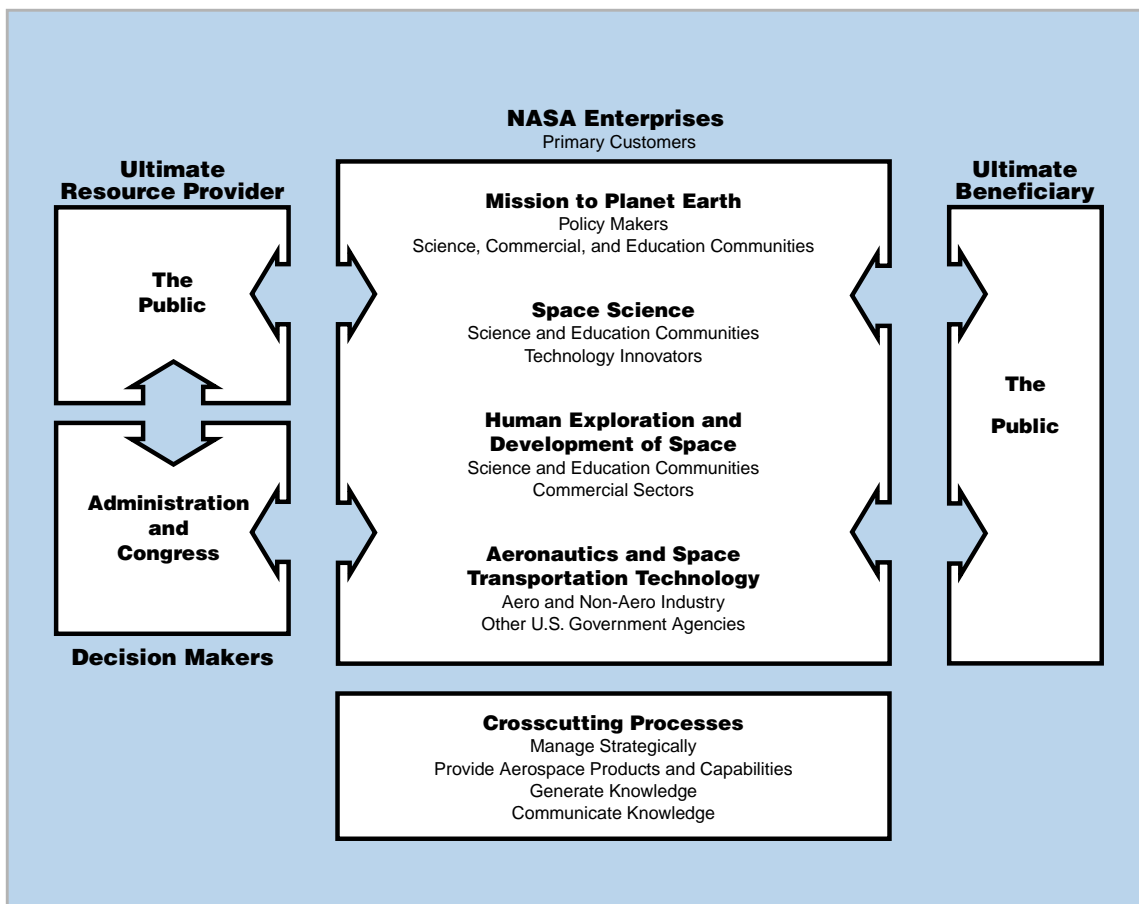 NASA Enterprises
Primary Customers
Ultimate
Resource Provider
The
Public
Administration
and
Congress
Decision Makers
Mission to Planet Earth
Policy Makers
Science, Commercial, and Education Communities
Space Science
Science and Education Communities
Technology Innovators
Human Exploration and
Development of Space
Science and Education Communities
Commercial Sectors
Aeronautics and Space
Transportation Technology
Aero and Non-Aero Industry
Other U.S. Government Agencies
Ultimate
Beneficiary
The
Public
Crosscutting Processes
Manage Strategically
Provide Aerospace Products and Capabilities
Generate Knowledge
Communicate Knowledge